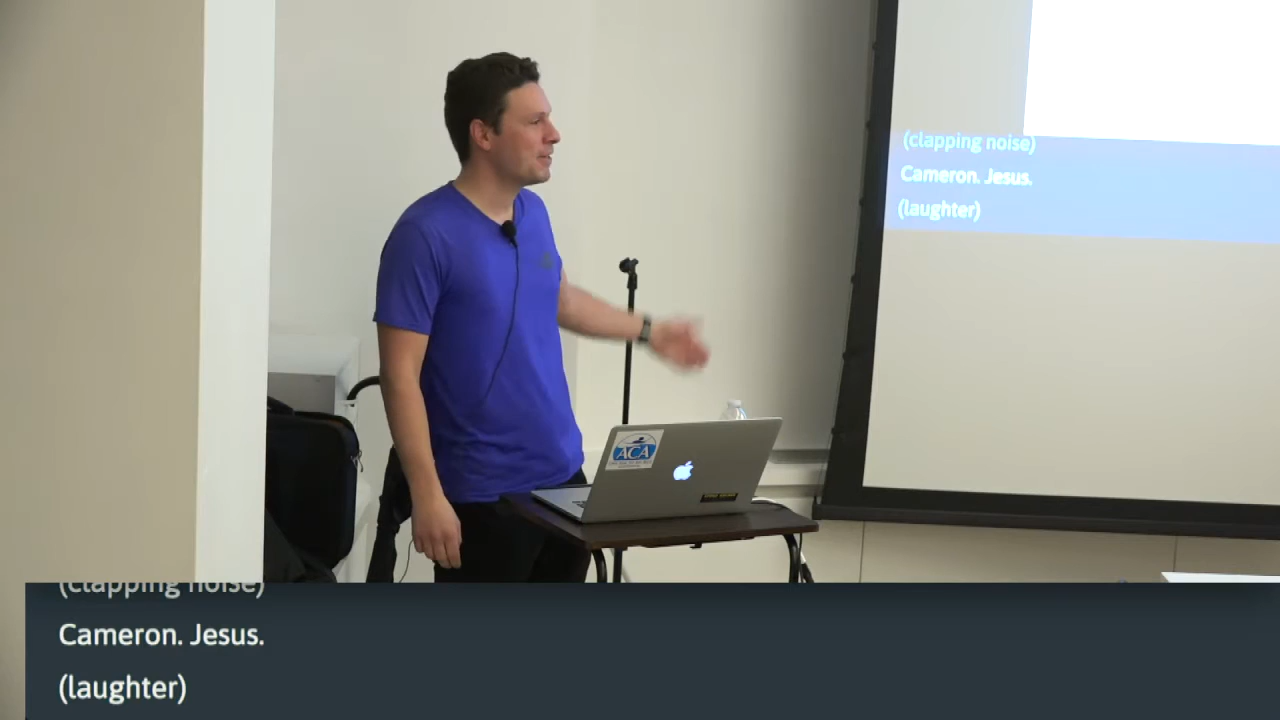 (clapping noise)
Cameron. Jesus.
(laughter)
ACA
(clapping noise)
Cameron. Jesus.
(laughter)